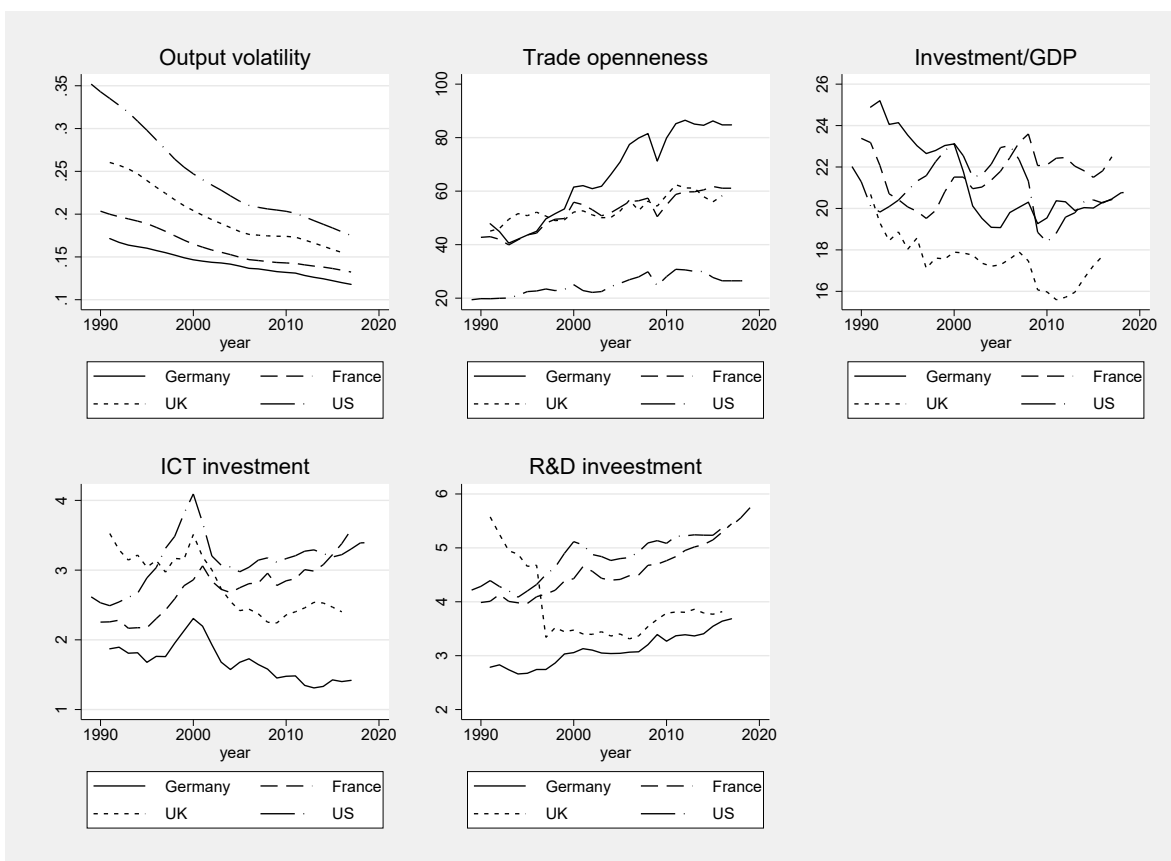 Output volatility
.35
.3
.25
.2
.15
.1
1990 2000 2010 2020
year
Germany France
UK US
Trade openneness
100
80
60
40
20
1990 2000 2010 2020
year
Germany France
UK US
Investment/GDP
26
24
22
20
18
16
1990 2000 2010 2020
year
Germany France
UK US
ICT investment
4
3
2
1
1990 2000 2010 2020
year
Germany France
UK US
R&D inveestment
6
5
4
3
2
1990 2000 2010 2020
year
Germany France
UK US